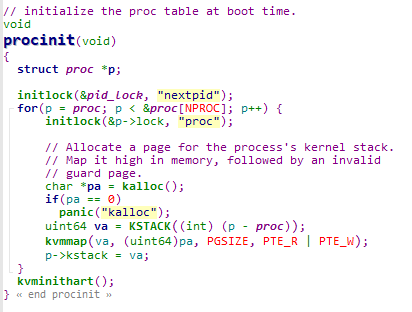 // initialize the proc table at boot time.
void
procinit(void)
{
  struct proc *p;

  initlock(&pid_lock, "nextpid");
  for(p = proc; p < &proc[NPROC]; p++) {
      initlock(&p->lock, "proc");

      // Allocate a page for the process's kernel stack.
      // Map it high in memory, followed by an invalid
      // guard page.
      char *pa = kalloc();
      if(pa == 0)
        panic("kalloc");
      uint64 va = KSTACK((int) (p - proc));
      kvmmap(va, (uint64)pa, PGSIZE, PTE_R | PTE_W);
      p->kstack = va;
  }
  kvminithart();
} « end procinit »